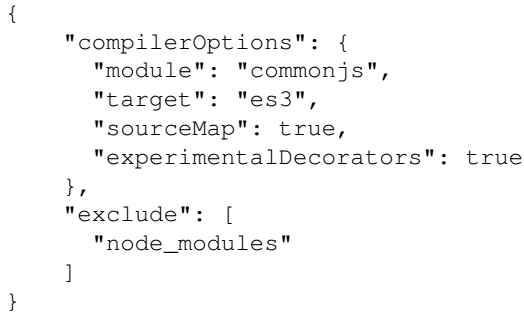 {
    "compilerOptions": {
      "module": "commonjs",
      "target": "es3",
      "sourceMap": true,
      "experimentalDecorators": true
    },
    "exclude": [
      "node_modules"
    ]
}